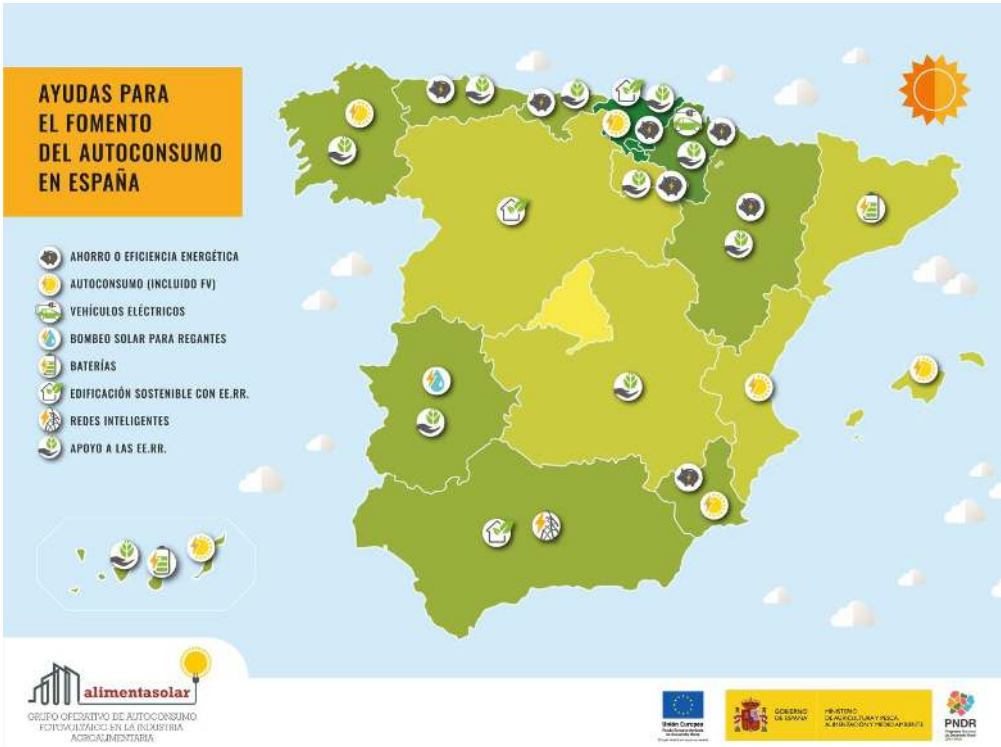 AYUDAS PARA
EL FOMENTO
DEL AUTOCONSUMO
EN ESPAÑA
AHORRO O EFICIENCIA ENERGÉTICA
AUTOCONSUMO (INCLUIDO FV)
VEHÍCULOS ELÉCTRICOS
BOMBEO SOLAR PARA REGANTES
BATERÍAS
EDIFICACIÓN SOSTENIBLE CON EE.RR.
REDES INTELIGENTES
APOYO A LAS EE.RR.
alimentasolar
GRUPO OPERATIVO DE AUTOCONSUMO
FOTOVOLTAICO EN LA INDUSTRIA
AGROALIMENTARIA
Unión Europea
GOBIERNO
DE ESPAÑA
MINISTERIO
DE AGRICULTURA Y PESCA,
ALIMENTACIÓN Y MEDIO AMBIENTE
PNDR